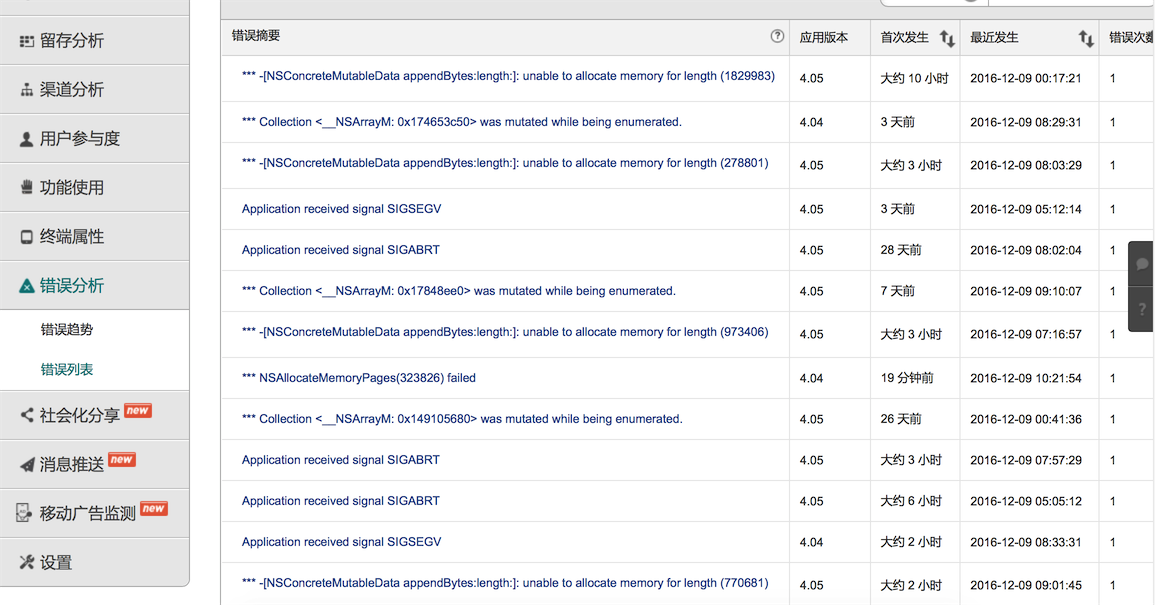 留存分析
渠道分析
用户参与度
功能使用
终端属性
错误分析
错误趋势
错误列表
社会化分享 new
消息推送 new
移动广告监测 new
设置
错误摘要 ? 应用版本 首次发生 最近发生 错误次数
*** -[NSConcreteMutableData appendBytes:length:]: unable to allocate memory for length (1829983) 4.05 大约 10 小时 2016-12-09 00:17:21 1
*** Collection <__NSArrayM: 0x174653c50> was mutated while being enumerated. 4.04 3 天前 2016-12-09 08:29:31 1
*** -[NSConcreteMutableData appendBytes:length:]: unable to allocate memory for length (278801) 4.05 大约 3 小时 2016-12-09 08:03:29 1
Application received signal SIGSEGV 4.05 3 天前 2016-12-09 05:12:14 1
Application received signal SIGABRT 4.05 28 天前 2016-12-09 08:02:04 1
*** Collection <__NSArrayM: 0x17848ee0> was mutated while being enumerated. 4.05 7 天前 2016-12-09 09:10:07 1
*** -[NSConcreteMutableData appendBytes:length:]: unable to allocate memory for length (973406) 4.05 大约 3 小时 2016-12-09 07:16:57 1
*** NSAllocateMemoryPages(323826) failed 4.04 19 分钟前 2016-12-09 10:21:54 1
*** Collection <__NSArrayM: 0x149105680> was mutated while being enumerated. 4.05 26 天前 2016-12-09 00:41:36 1
Application received signal SIGABRT 4.05 大约 3 小时 2016-12-09 07:57:29 1
Application received signal SIGABRT 4.05 大约 6 小时 2016-12-09 05:05:12 1
Application received signal SIGSEGV 4.04 大约 2 小时 2016-12-09 08:33:31 1
*** -[NSConcreteMutableData appendBytes:length:]: unable to allocate memory for length (770681) 4.05 大约 2 小时 2016-12-09 09:01:45 1
?